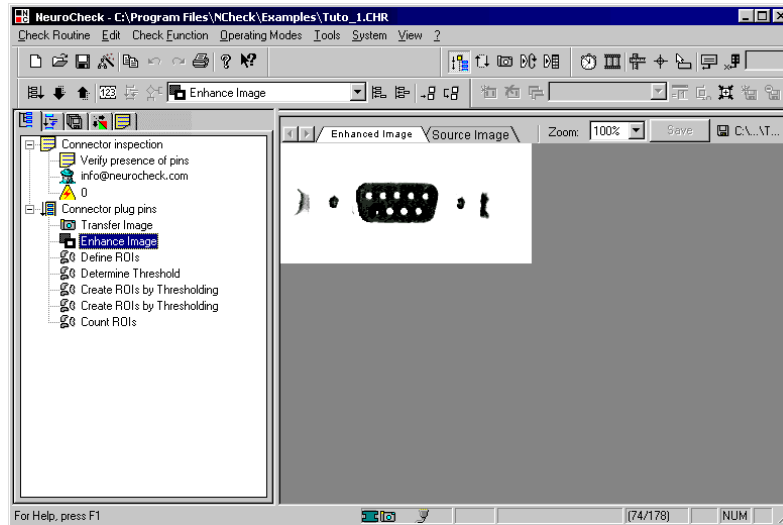 NeuroCheck - C:\Program Files\NCheck\Examples\Tuto_1.CHR
Check Routine Edit Check Function Operating Modes Tools System View ?
123 Enhance Image
Enhanced Image Source Image Zoom: 100% Save C:\...\T...
Connector inspection
Verify presence of pins
info@neurocheck.com
0
Connector plug pins
Transfer Image
Enhance Image
Define ROIs
Determine Threshold
Create ROIs by Thresholding
Create ROIs by Thresholding
Count ROIs
For Help, press F1 (74/178) NUM